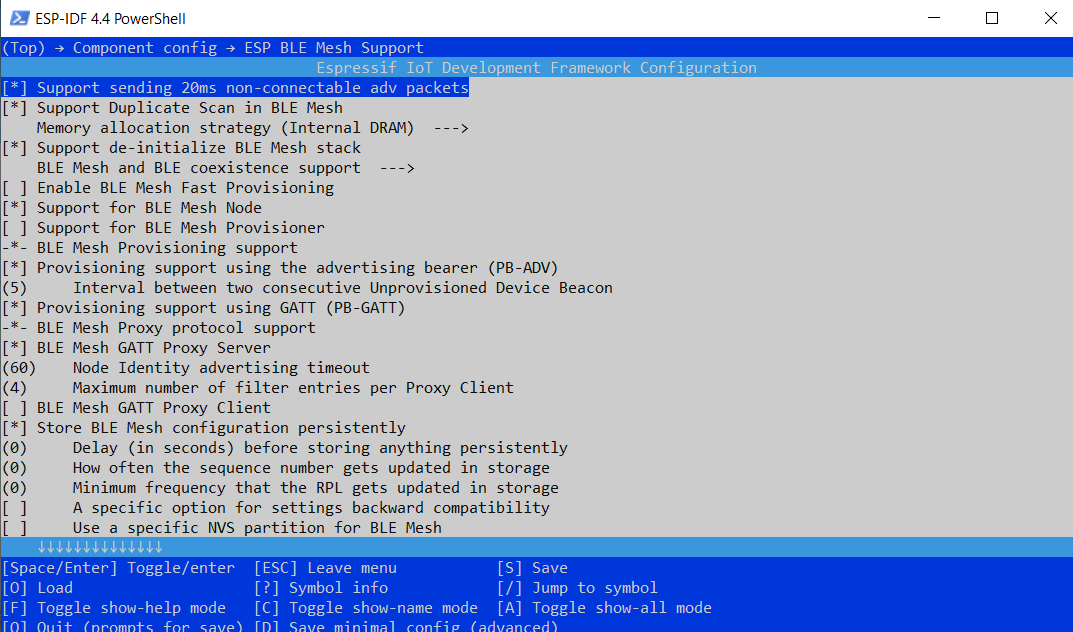 ESP-IDF 4.4 PowerShell
(Top) → Component config → ESP BLE Mesh Support
Espressif IoT Development Framework Configuration
[*] Support sending 20ms non-connectable adv packets
[*] Support Duplicate Scan in BLE Mesh
Memory allocation strategy (Internal DRAM)  --->
[*] Support de-initialize BLE Mesh stack
BLE Mesh and BLE coexistence support  --->
[ ] Enable BLE Mesh Fast Provisioning
[*] Support for BLE Mesh Node
[ ] Support for BLE Mesh Provisioner
-*- BLE Mesh Provisioning support
[*] Provisioning support using the advertising bearer (PB-ADV)
(5)     Interval between two consecutive Unprovisioned Device Beacon
[*] Provisioning support using GATT (PB-GATT)
-*- BLE Mesh Proxy protocol support
[*] BLE Mesh GATT Proxy Server
(60)    Node Identity advertising timeout
(4)     Maximum number of filter entries per Proxy Client
[ ] BLE Mesh GATT Proxy Client
[*] Store BLE Mesh configuration persistently
(0)     Delay (in seconds) before storing anything persistently
(0)     How often the sequence number gets updated in storage
(0)     Minimum frequency that the RPL gets updated in storage
[ ]     A specific option for settings backward compatibility
[ ]     Use a specific NVS partition for BLE Mesh
↓↓↓↓↓↓↓↓↓↓↓↓↓↓
[Space/Enter] Toggle/enter  [ESC] Leave menu           [S] Save
[O] Load                    [?] Symbol info            [/] Jump to symbol
[F] Toggle show-help mode   [C] Toggle show-name mode  [A] Toggle show-all mode
[Q] Quit (prompts for save) [D] Save minimal config (advanced)